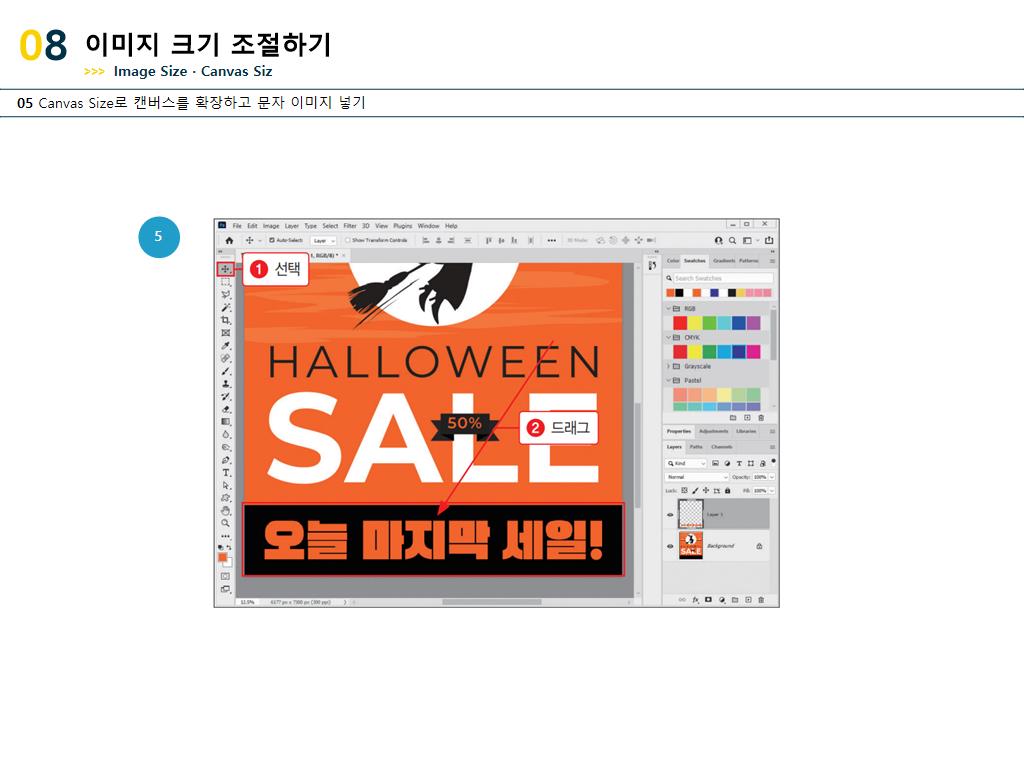 08 이미지 크기 조절하기
>>> Image Size · Canvas Siz
05 Canvas Size로 캔버스를 확장하고 문자 이미지 넣기
5
File Edit Image Layer Type Select Filter 3D View Plugins Window Help
Auto-Select: Layer Show Transform Controls ••• 3D Mode:
RGB/8) * ×
1 선택
Color Swatches Gradients Patterns
Search Swatches
RGB
CMYK
Grayscale
Pastel
HALLOWEEN
SALE
50%
2 드래그
Properties Adjustments Libraries
Layers Paths Channels
Kind
Normal Opacity: 100%
Lock: Fill: 100%
Layer 1
Background
오늘 마지막 세일!
12.5% 6177 px x 7300 px (300 ppi)